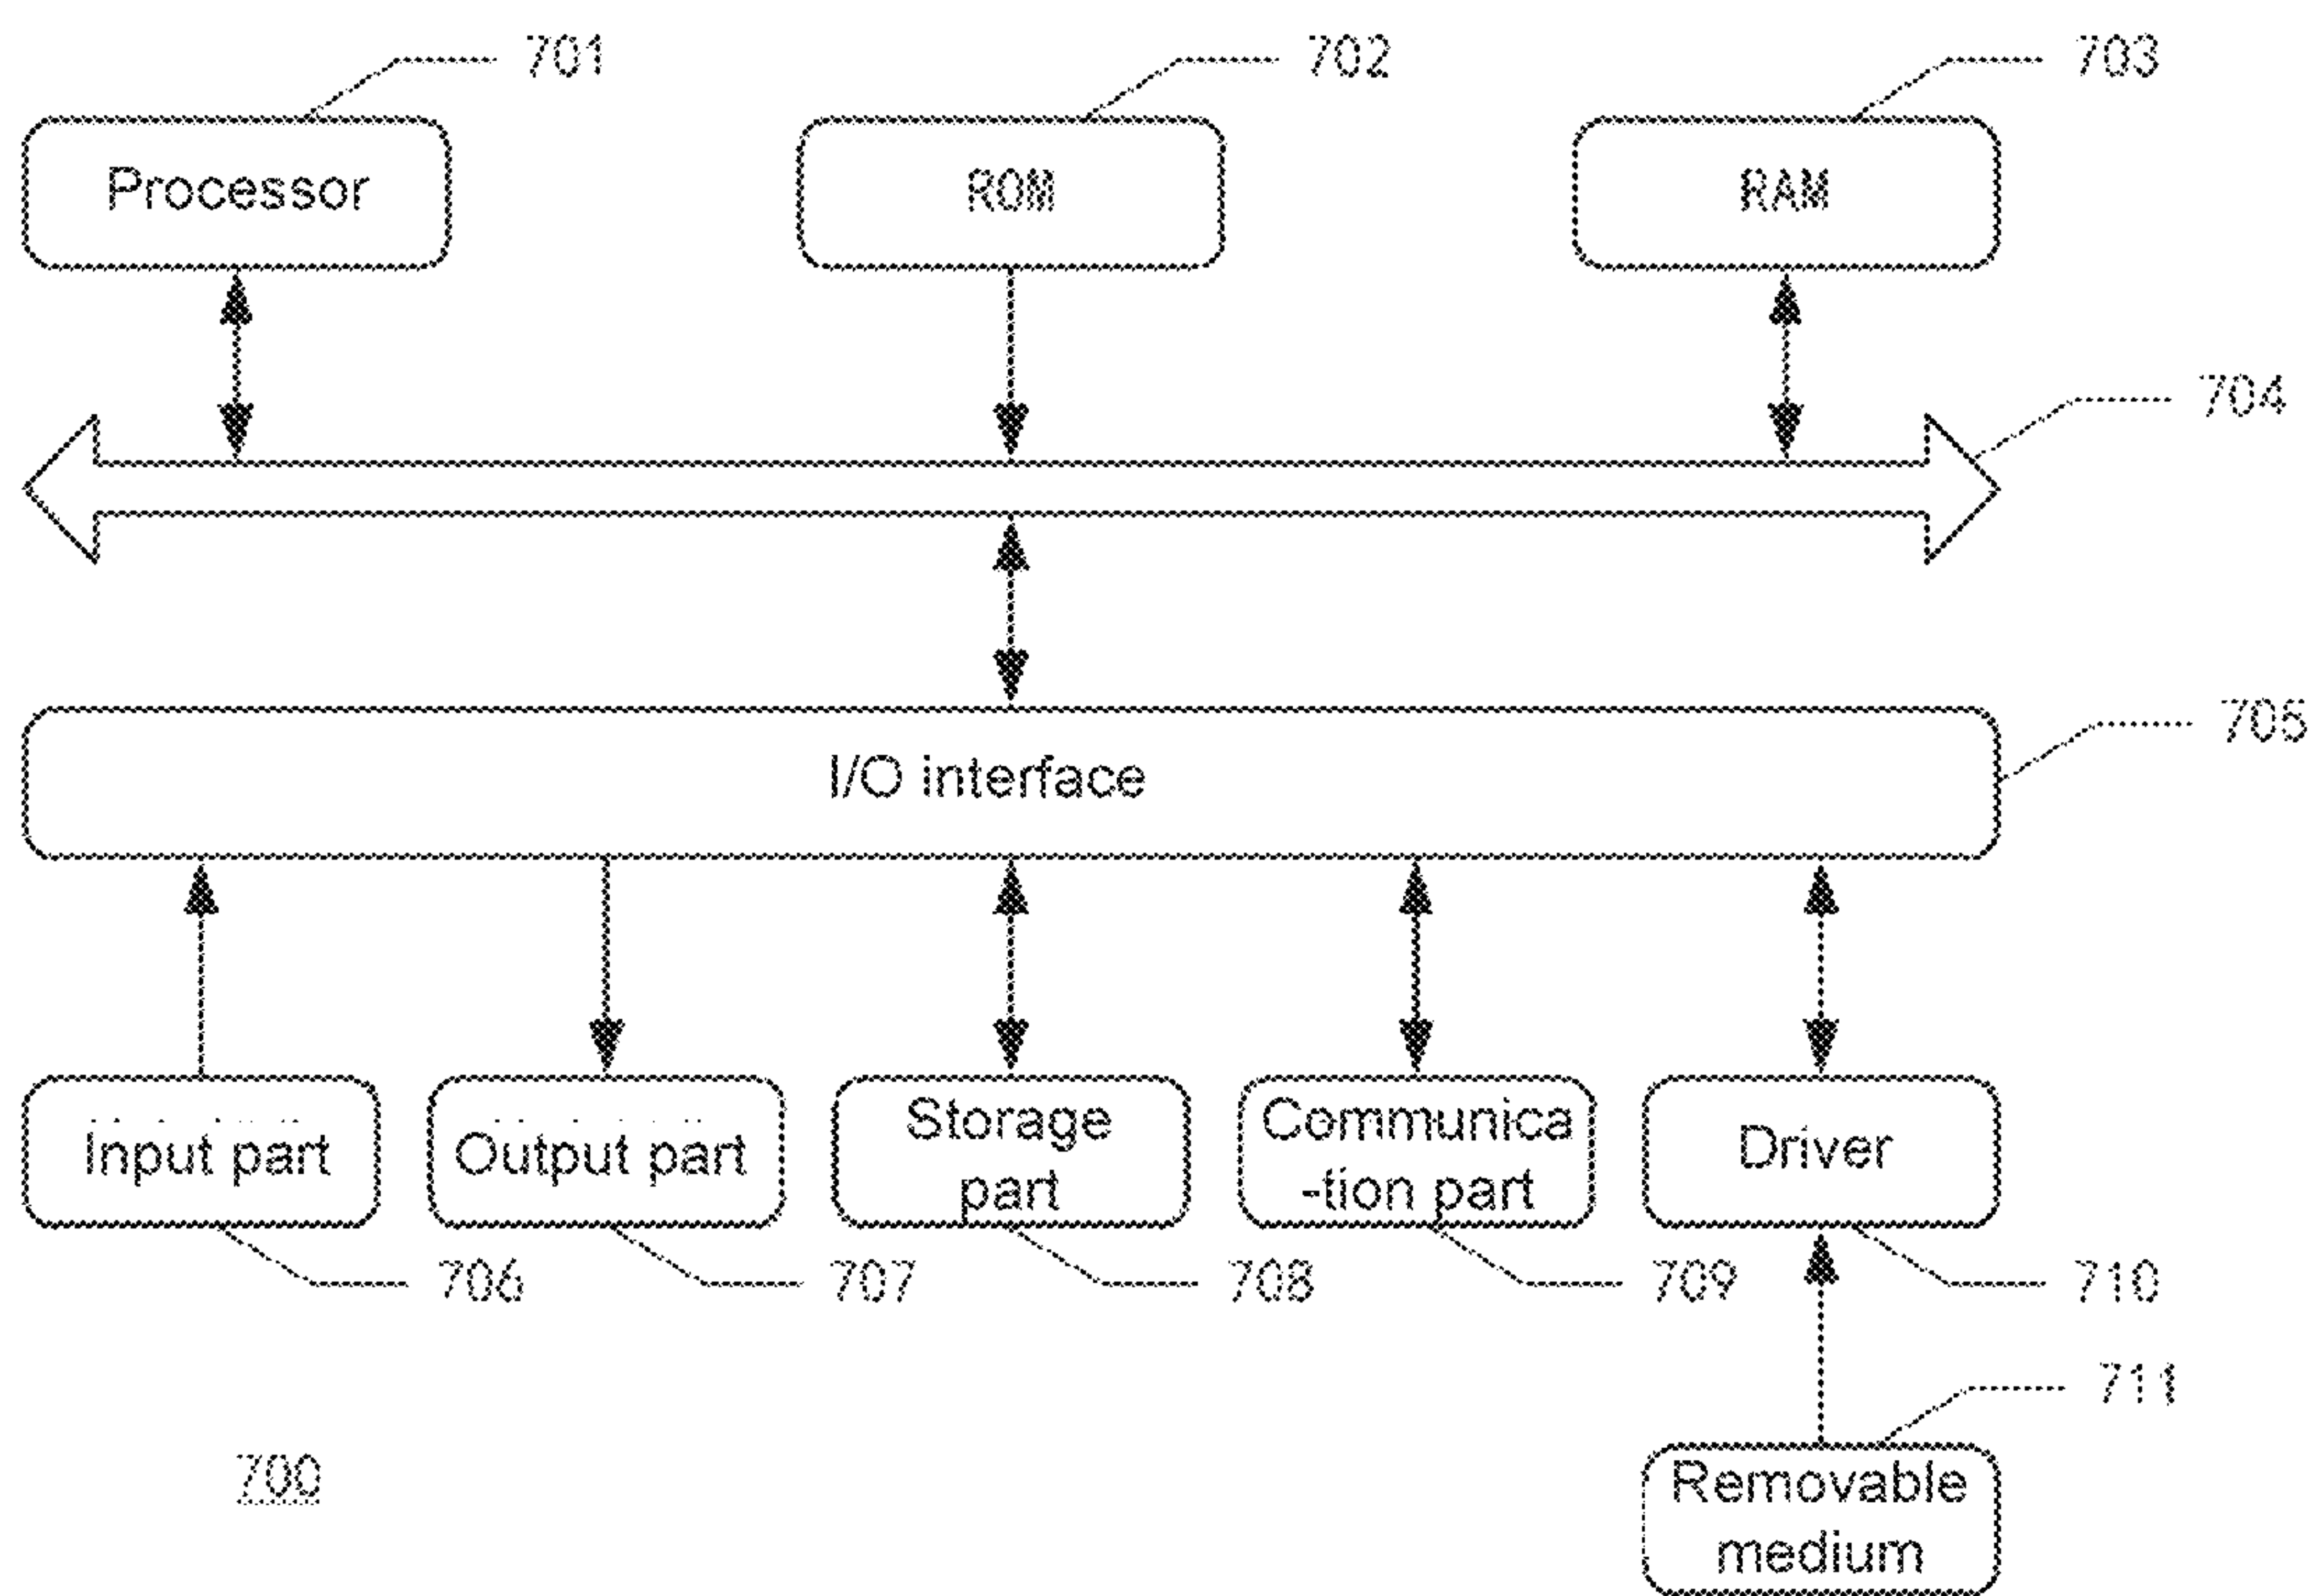 701
702
703
Processor
ROM
RAM
704
705
I/O interface
Input part
Output part
Storage
part
Communica
-tion part
Driver
706
707
708
709
710
711
700
Removable
medium